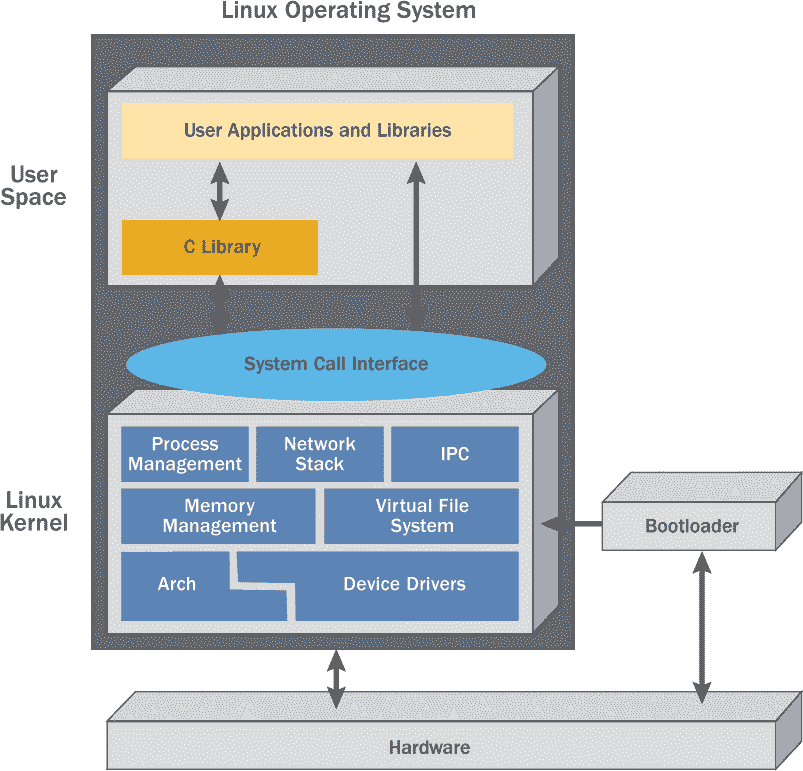 Linux Operating System
User Applications and Libraries
User
Space
C Library
System Call Interface
Process
Management
Network
Stack
IPC
Linux
Kernel
Memory
Management
Virtual File
System
Bootloader
Arch
Device Drivers
Hardware